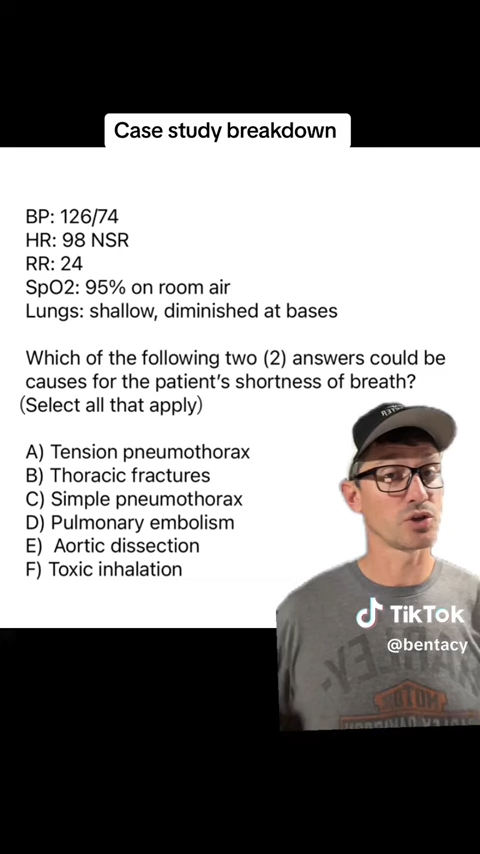 Case study breakdown
BP: 126/74
HR: 98 NSR
RR: 24
SpO2: 95% on room air
Lungs: shallow, diminished at bases
Which of the following two (2) answers could be
causes for the patient's shortness of breath?
(Select all that apply)
A) Tension pneumothorax
B) Thoracic fractures
C) Simple pneumothorax
D) Pulmonary embolism
E) Aortic dissection
F) Toxic inhalation
TikTok
@bentacy